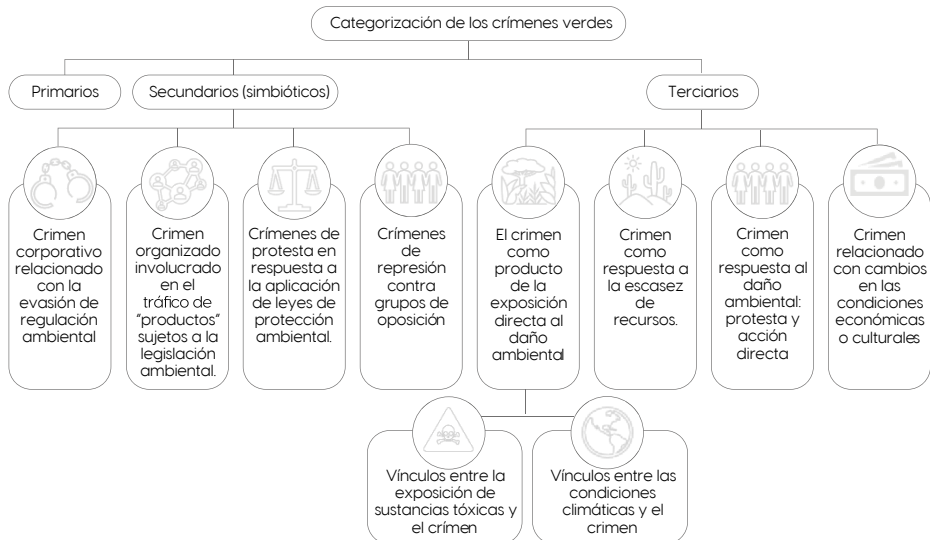 Categorización de los crímenes verdes
Primarios
Secundarios (simbióticos)
Terciarios
Crimen
corporativo
relacionado
con la
evasión de
regulación
ambiental
Crimen
organizado
involucrado
en el
tráfico de
“productos”
sujetos a la
legislación
ambiental.
Crímenes de
protesta en
respuesta a
la aplicación
de leyes de
protección
ambiental.
Crímenes
de
represión
contra
grupos de
oposición
El crimen
como
producto
de la
exposición
directa al
daño
ambiental
Crimen
como
respuesta a
la escasez
de
recursos.
Crimen
como
respuesta al
daño
ambiental:
protesta y
acción
directa
Crimen
relacionado
con cambios
en las
condiciones
económicas
o culturales
Vínculos entre la
exposición de
sustancias tóxicas y
el crímen
Vínculos entre las
condiciones
climáticas y el
crimen